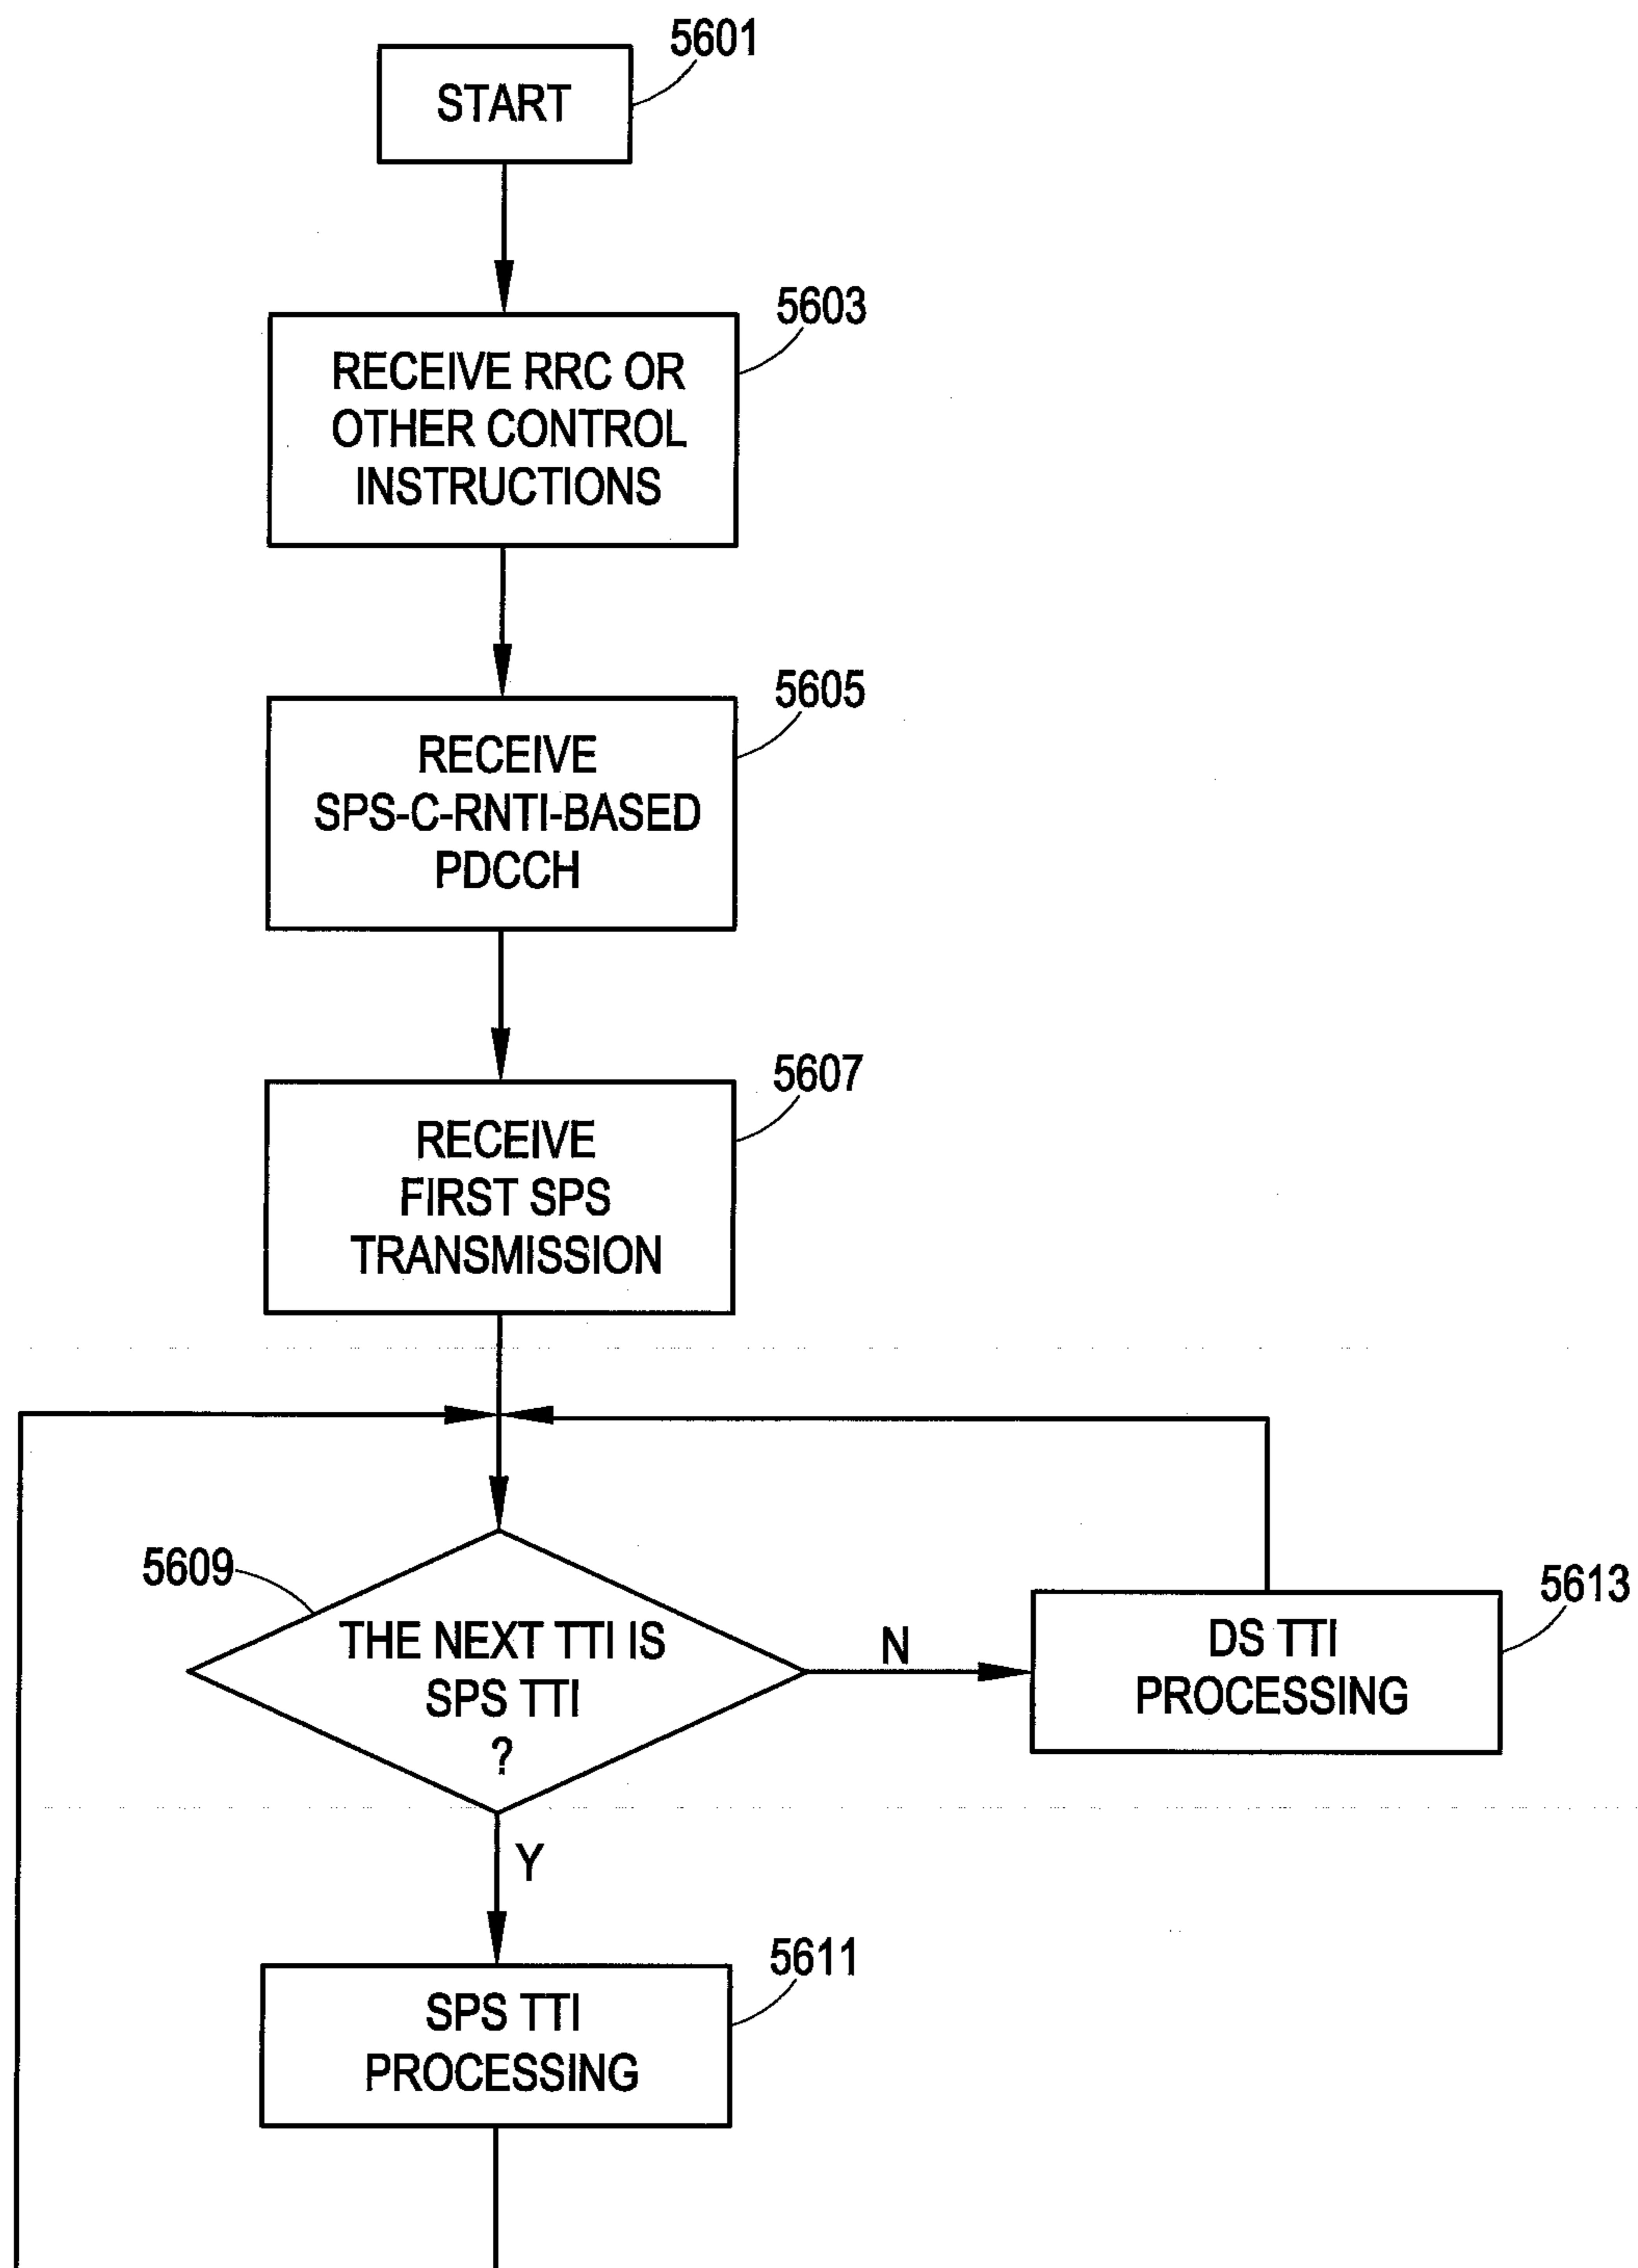 5601
START
5603
RECEIVE RRC OR
OTHER CONTROL
INSTRUCTIONS
5605
RECEIVE
SPS-C-RNTI-BASED
PDCCH
5607
RECEIVE
FIRST SPS
TRANSMISSION
5609
THE NEXT TTI IS
SPS TTI
?
N
5613
DS TTI
PROCESSING
Y
5611
SPS TTI
PROCESSING